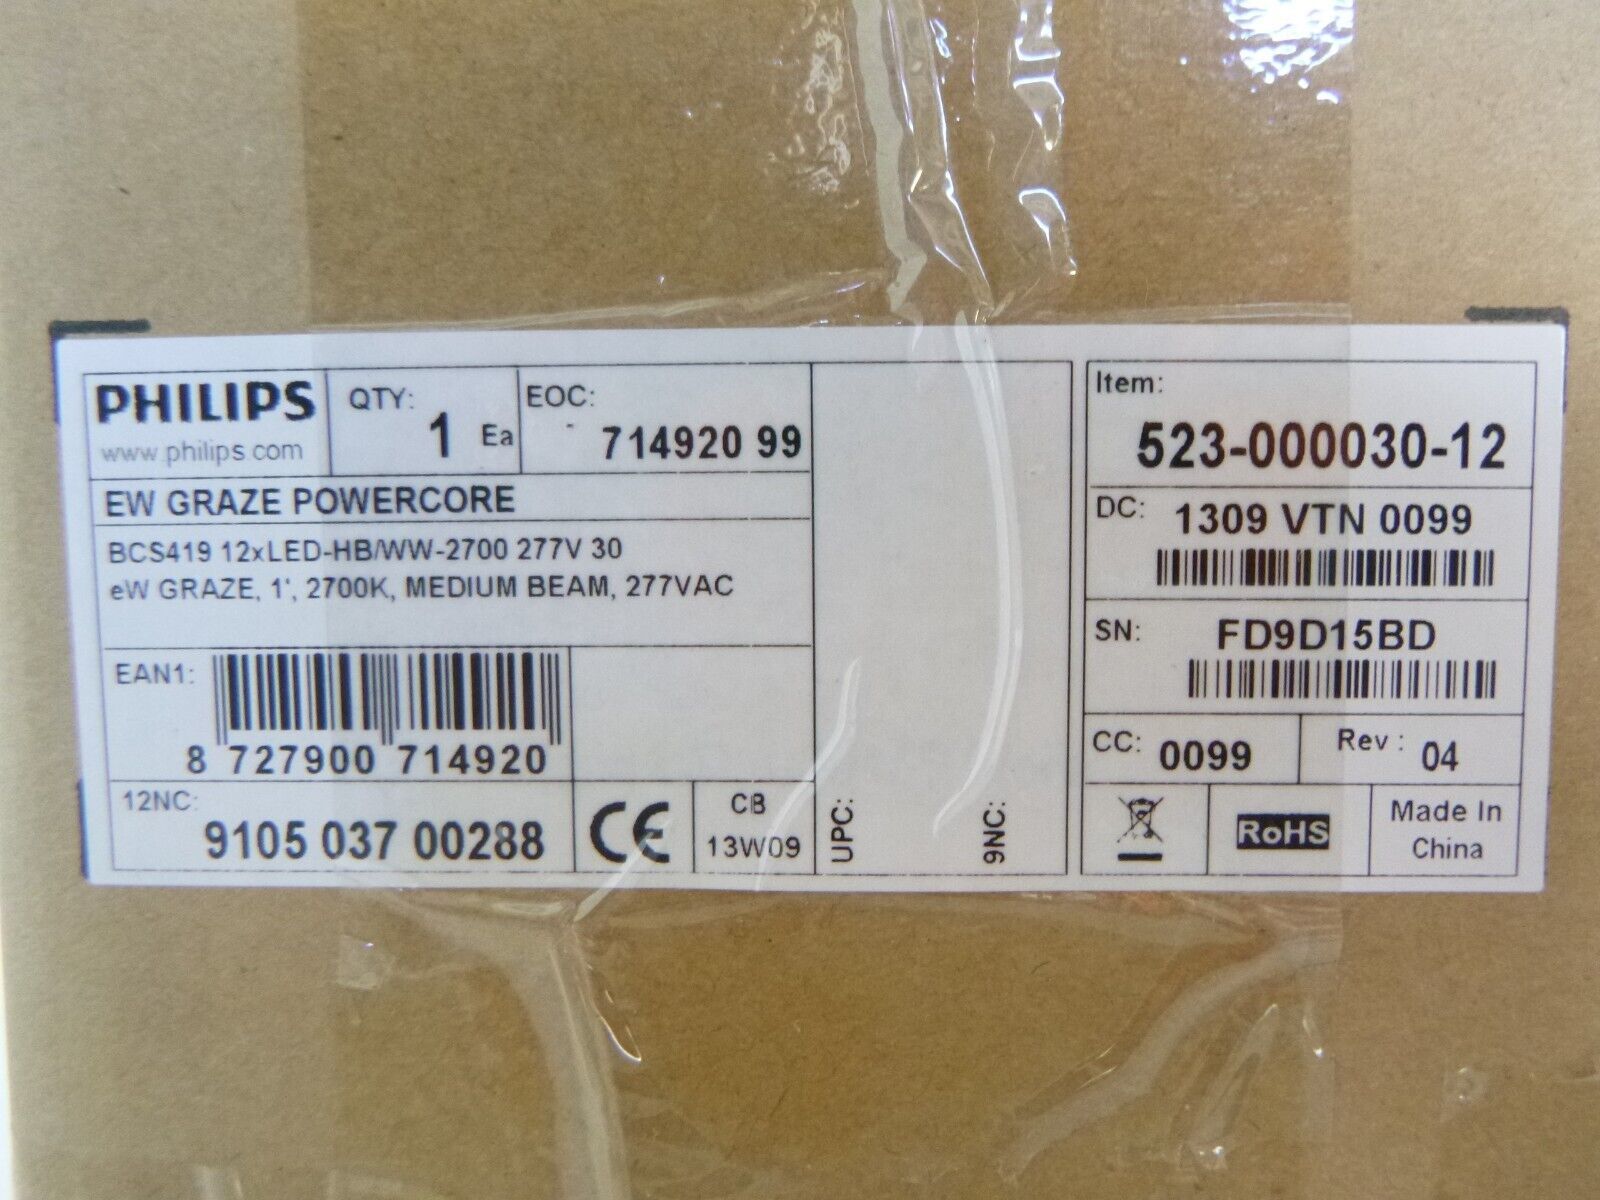 PHILIPS
www.philips.com
QTY:
1 Ea
EOC:
714920 99
EW GRAZE POWERCORE
BCS419 12xLED-HB/WW-2700 277V 30
eW GRAZE, 1', 2700K, MEDIUM BEAM, 277VAC
EAN1:
8 727900 714920
12NC:
9105 037 00288
CE
CB
13W09
UPC:
9NC:
Item:
523-000030-12
DC: 1309 VTN 0099
SN: FD9D15BD
CC: 0099
Rev : 04
RoHS
Made In
China